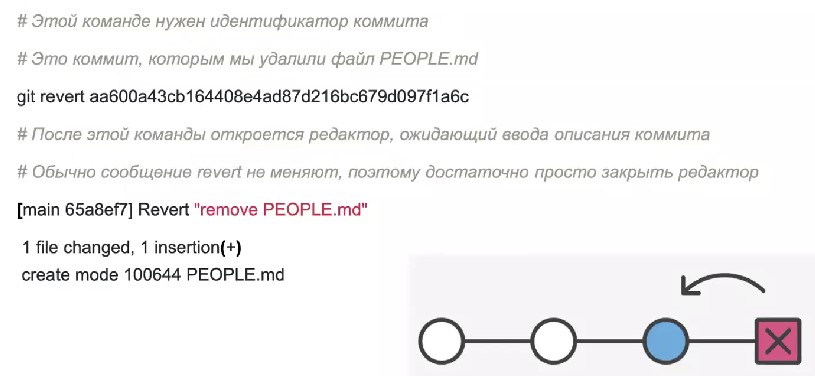 # Этой команде нужен идентификатор коммита
# Это коммит, которым мы удалили файл PEOPLE.md
git revert aa600a43cb164408e4ad87d216bc679d097f1a6c
# После этой команды откроется редактор, ожидающий ввода описания коммита
# Обычно сообщение revert не меняют, поэтому достаточно просто закрыть редактор
[main 65a8ef7] Revert "remove PEOPLE.md"
1 file changed, 1 insertion(+)
create mode 100644 PEOPLE.md